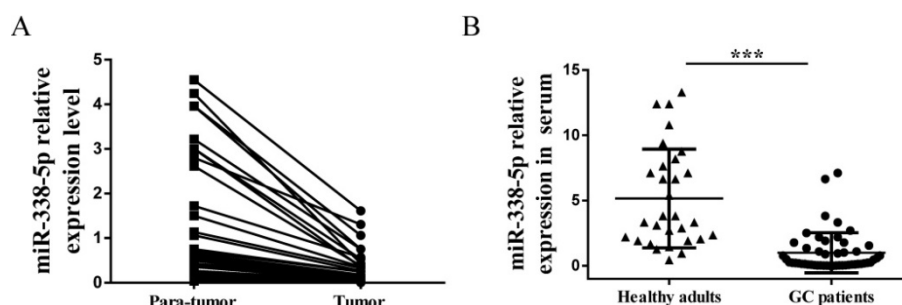 A
miR-338-5p relative
expression level
5
4
3
2
1
0
Para-tumor
Tumor
B
miR-338-5p relative
expression in serum
***
15
10
5
0
Healthy adults
GC patients